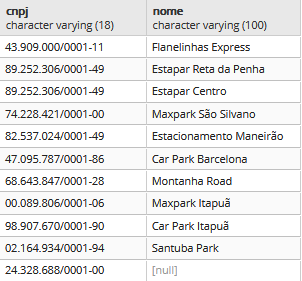 cnpj nome
character varying (18) character varying (100)
43.909.000/0001-11 Flanelinhas Express
89.252.306/0001-49 Estapar Reta da Penha
89.252.306/0001-49 Estapar Centro
74.228.421/0001-00 Maxpark São Silvano
82.537.024/0001-49 Estacionamento Maneirão
47.095.787/0001-86 Car Park Barcelona
68.643.847/0001-28 Montanha Road
00.089.806/0001-06 Maxpark Itapuã
98.907.670/0001-90 Car Park Itapuã
02.164.934/0001-94 Santuba Park
24.328.688/0001-00 [null]